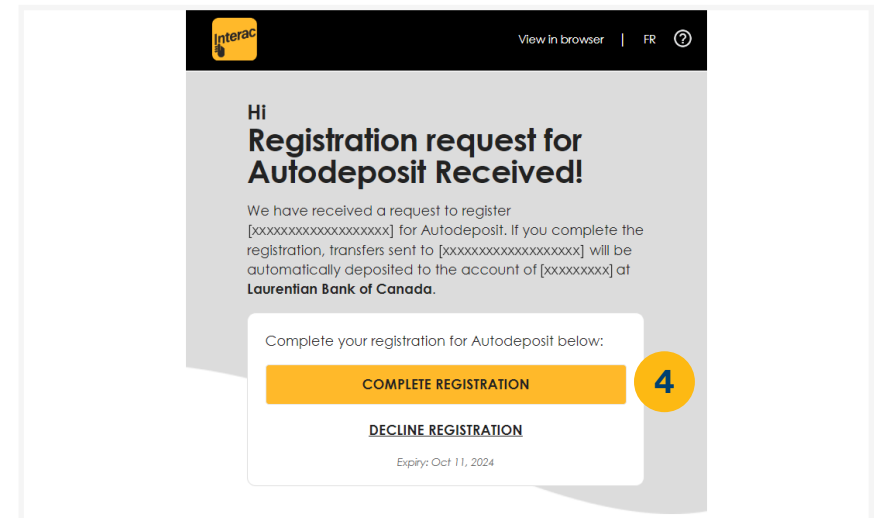 Interac
View in browser | FR ?
Hi
Registration request for
Autodeposit Received!
We have received a request to register
[xxxxxxxxxxxxxxxxxxx] for Autodeposit. If you complete the
registration, transfers sent to [xxxxxxxxxxxxxxxxxxx] will be
automatically deposited to the account of [xxxxxxxxx] at
Laurentian Bank of Canada.
Complete your registration for Autodeposit below:
COMPLETE REGISTRATION
4
DECLINE REGISTRATION
Expiry: Oct 11, 2024